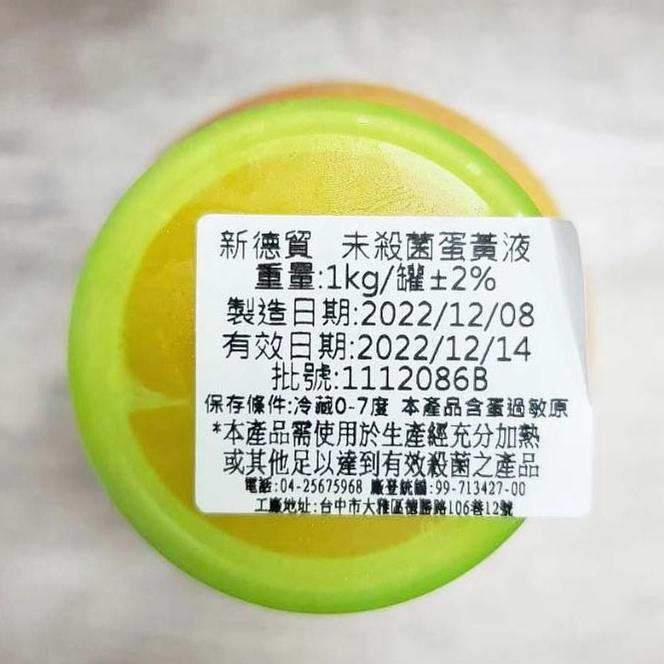 新德貿 未殺菌蛋黃液
重量:1kg/罐±2%
製造日期:2022/12/08
有效日期:2022/12/14
批號:1112086B
保存條件:冷藏0-7度 本產品含蛋過敏原
*本產品需使用於生產經充分加熱
或其他足以達到有效殺菌之產品
電話:04-25675968 廠登統編:99-713427-00
工廠地址:台中市大雅區德勝路106巷12號